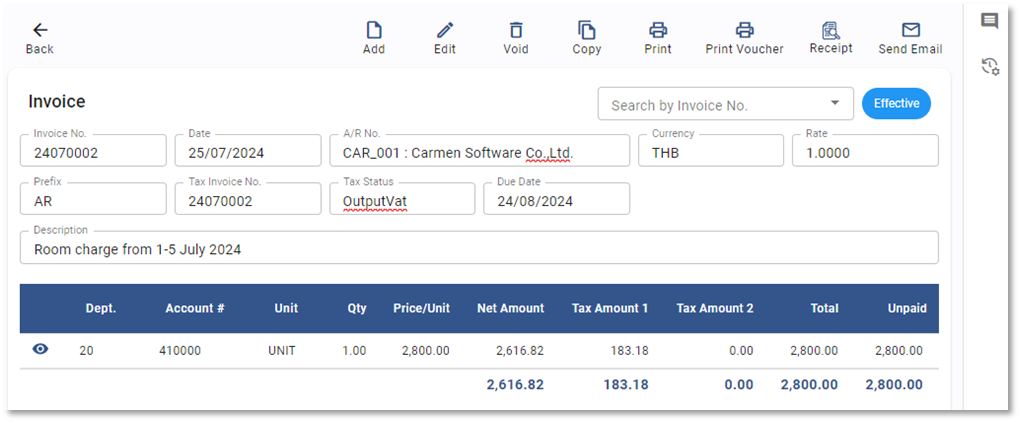 Back
Add Edit Void Copy Print Print Voucher Receipt Send Email
Invoice
Search by Invoice No.
Effective
Invoice No. Date A/R No. Currency Rate
24070002 25/07/2024 CAR_001 : Carmen Software Co.,Ltd. THB 1.0000
Prefix Tax Invoice No. Tax Status Due Date
AR 24070002 OutputVat 24/08/2024
Description
Room charge from 1-5 July 2024
Dept. Account # Unit Qty Price/Unit Net Amount Tax Amount 1 Tax Amount 2 Total Unpaid
20 410000 UNIT 1.00 2,800.00 2,616.82 183.18 0.00 2,800.00 2,800.00
2,616.82 183.18 0.00 2,800.00 2,800.00